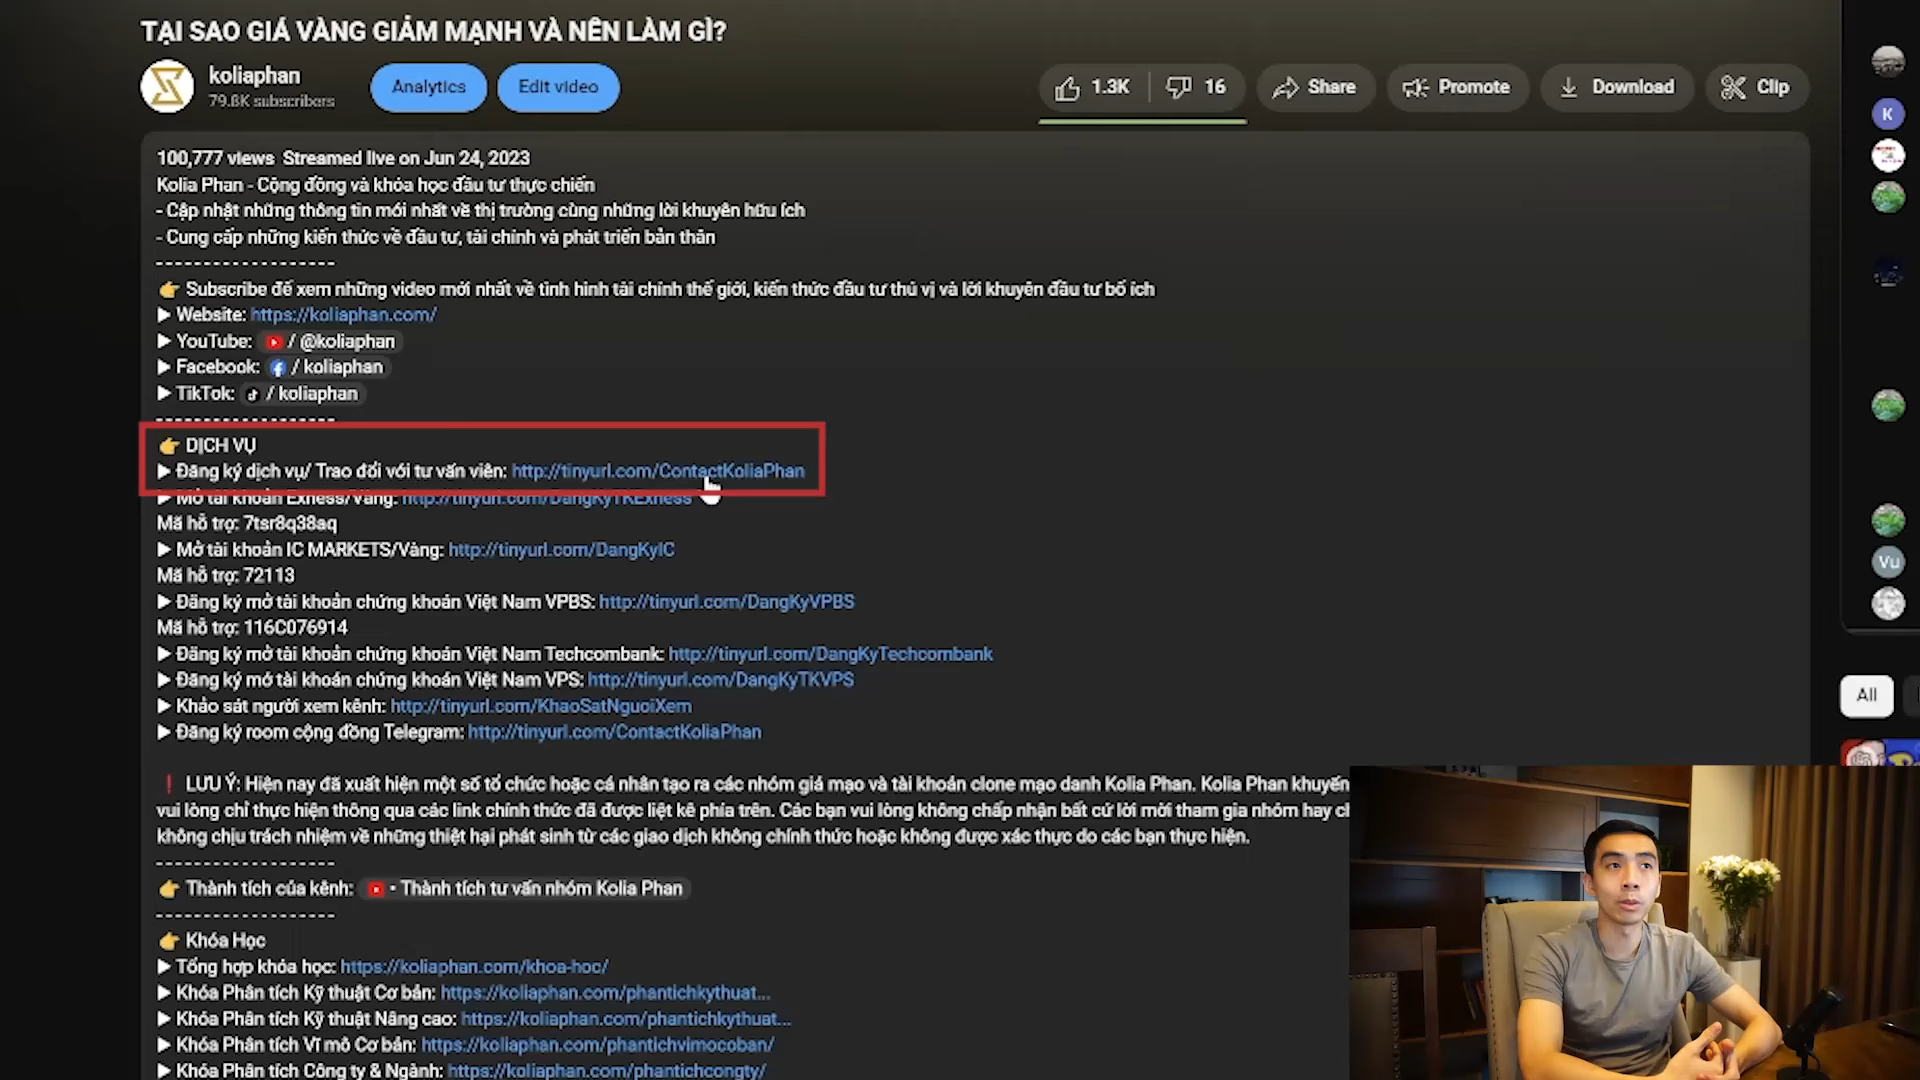 TẠI SAO GIÁ VÀNG GIẢM MẠNH VÀ NÊN LÀM GÌ?
koliaphan
79.8K subscribers
Analytics
Edit video
1.3K
16
Share
Promote
Download
Clip
100,777 views Streamed live on Jun 24, 2023
Kolia Phan - Cộng đồng và khóa học đầu tư thực chiến
- Cập nhật những thông tin mới nhất về thị trường cùng những lời khuyên hữu ích
- Cung cấp những kiến thức về đầu tư, tài chính và phát triển bản thân
------------------
👉 Subscribe để xem những video mới nhất về tình hình tài chính thế giới, kiến thức đầu tư thú vị và lời khuyên đầu tư bổ ích
▶ Website: https://koliaphan.com/
▶ YouTube: / @koliaphan
▶ Facebook: / koliaphan
▶ TikTok: / koliaphan
------------------
👉 DỊCH VỤ
▶ Đăng ký dịch vụ/ Trao đổi với tư vấn viên: http://tinyurl.com/ContactKoliaPhan
▶ Mở tài khoản Exness/Vàng: http://tinyurl.com/DangKyTKExness
Mã hỗ trợ: 7tsr8q38aq
▶ Mở tài khoản IC MARKETS/Vàng: http://tinyurl.com/DangKyIC
Mã hỗ trợ: 72113
▶ Đăng ký mở tài khoản chứng khoán Việt Nam VPBS: http://tinyurl.com/DangKyVPBS
Mã hỗ trợ: 116C076914
▶ Đăng ký mở tài khoản chứng khoán Việt Nam Techcombank: http://tinyurl.com/DangKyTechcombank
▶ Đăng ký mở tài khoản chứng khoán Việt Nam VPS: http://tinyurl.com/DangKyTKVPS
▶ Khảo sát người xem kênh: http://tinyurl.com/KhaoSatNguoiXem
▶ Đăng ký room cộng đồng Telegram: http://tinyurl.com/ContactKoliaPhan
❗ LƯU Ý: Hiện nay đã xuất hiện một số tổ chức hoặc cá nhân tạo ra các nhóm giả mạo và tài khoản clone mạo danh Kolia Phan. Kolia Phan khuyến
vui lòng chỉ thực hiện thông qua các link chính thức đã được liệt kê phía trên. Các bạn vui lòng không chấp nhận bất cứ lời mời tham gia nhóm hay
không chịu trách nhiệm về những thiệt hại phát sinh từ các giao dịch không chính thức hoặc không được xác thực do các bạn thực hiện.
------------------
👉 Thành tích của kênh: • Thành tích tư vấn nhóm Kolia Phan
------------------
👉 Khóa Học
▶ Tổng hợp khóa học: https://koliaphan.com/khoa-hoc/
▶ Khóa Phân tích Kỹ thuật Cơ bản: https://koliaphan.com/phantichkythuat...
▶ Khóa Phân tích Kỹ thuật Nâng cao: https://koliaphan.com/phantichkythuat...
▶ Khóa Phân tích Vĩ mô Cơ bản: https://koliaphan.com/phantichvimocoban/
▶ Khóa Phân tích Công ty & Ngành: https://koliaphan.com/phantichcongty/
K
Vu
All